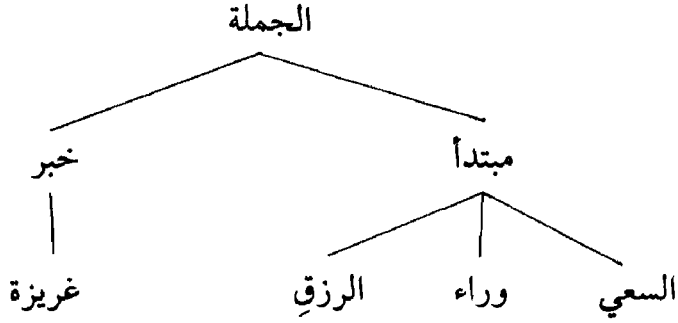 الجملة
مبتدأ خبر
السعي وراء الرزقِ غريزة